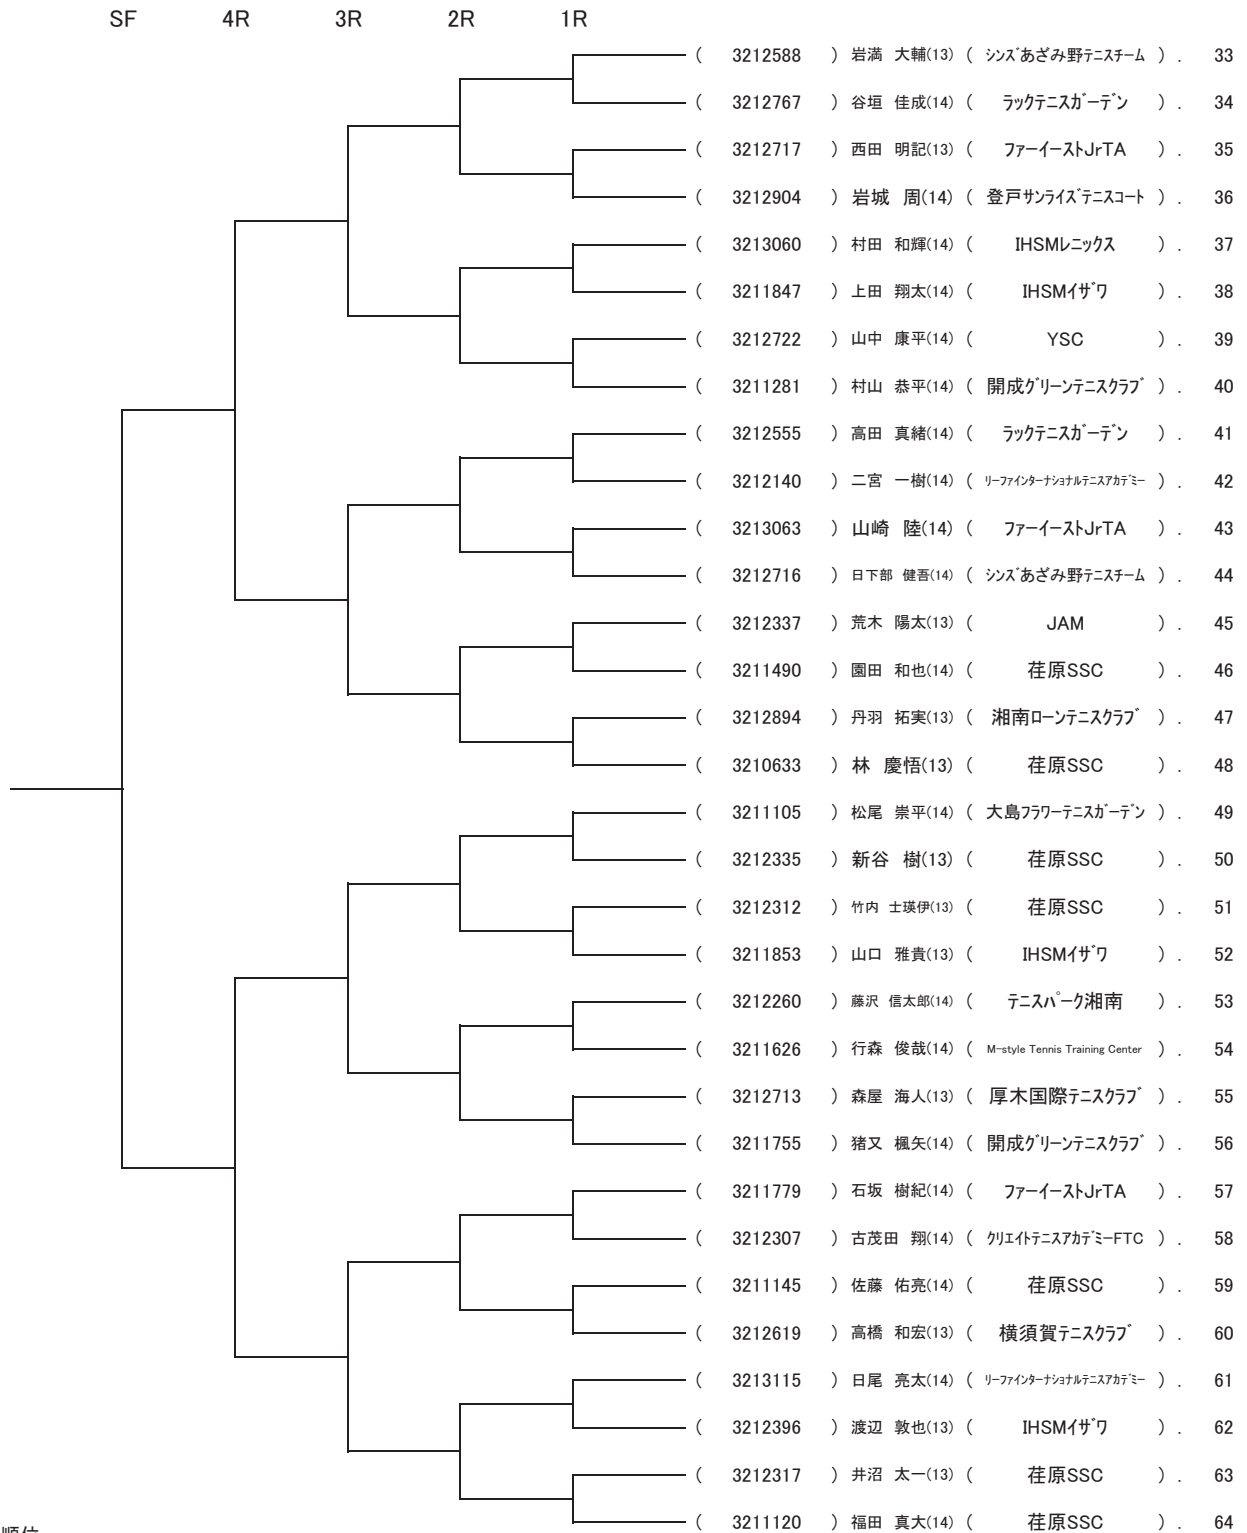 SF 4R 3R 2R 1R
( 3212588 ) 岩満 大輔(13) ( シンズあざみ野テニスチーム ) . 33
( 3212767 ) 谷垣 佳成(14) ( ラックテニスガーデン ) . 34
( 3212717 ) 西田 明記(13) ( ファーイーストJrTA ) . 35
( 3212904 ) 岩城 周(14) ( 登戸サンライズテニスコート ) . 36
( 3213060 ) 村田 和輝(14) ( IHSMレニックス ) . 37
( 3211847 ) 上田 翔太(14) ( IHSMイザワ ) . 38
( 3212722 ) 山中 康平(14) ( YSC ) . 39
( 3211281 ) 村山 恭平(14) ( 開成グリーンテニスクラブ ) . 40
( 3212555 ) 高田 真緒(14) ( ラックテニスガーデン ) . 41
( 3212140 ) 二宮 一樹(14) ( リーファインターナショナルテニスアカデミー ) . 42
( 3213063 ) 山崎 陸(14) ( ファーイーストJrTA ) . 43
( 3212716 ) 日下部 健吾(14) ( シンズあざみ野テニスチーム ) . 44
( 3212337 ) 荒木 陽太(13) ( JAM ) . 45
( 3211490 ) 園田 和也(14) ( 荏原SSC ) . 46
( 3212894 ) 丹羽 拓実(13) ( 湘南ローンテニスクラブ ) . 47
( 3210633 ) 林 慶悟(13) ( 荏原SSC ) . 48
( 3211105 ) 松尾 崇平(14) ( 大島フラワーテニスガーデン ) . 49
( 3212335 ) 新谷 樹(13) ( 荏原SSC ) . 50
( 3212312 ) 竹内 士瑛伊(13) ( 荏原SSC ) . 51
( 3211853 ) 山口 雅貴(13) ( IHSMイザワ ) . 52
( 3212260 ) 藤沢 信太郎(14) ( テニスパーク湘南 ) . 53
( 3211626 ) 行森 俊哉(14) ( M-style Tennis Training Center ) . 54
( 3212713 ) 森屋 海人(13) ( 厚木国際テニスクラブ ) . 55
( 3211755 ) 猪又 楓矢(14) ( 開成グリーンテニスクラブ ) . 56
( 3211779 ) 石坂 樹紀(14) ( ファーイーストJrTA ) . 57
( 3212307 ) 古茂田 翔(14) ( クリエイトテニスアカデミーFTC ) . 58
( 3211145 ) 佐藤 佑亮(14) ( 荏原SSC ) . 59
( 3212619 ) 高橋 和宏(13) ( 横須賀テニスクラブ ) . 60
( 3213115 ) 日尾 亮太(14) ( リーファインターナショナルテニスアカデミー ) . 61
( 3212396 ) 渡辺 敦也(13) ( IHSMイザワ ) . 62
( 3212317 ) 井沼 太一(13) ( 荏原SSC ) . 63
( 3211120 ) 福田 真大(14) ( 荏原SSC ) . 64
順位